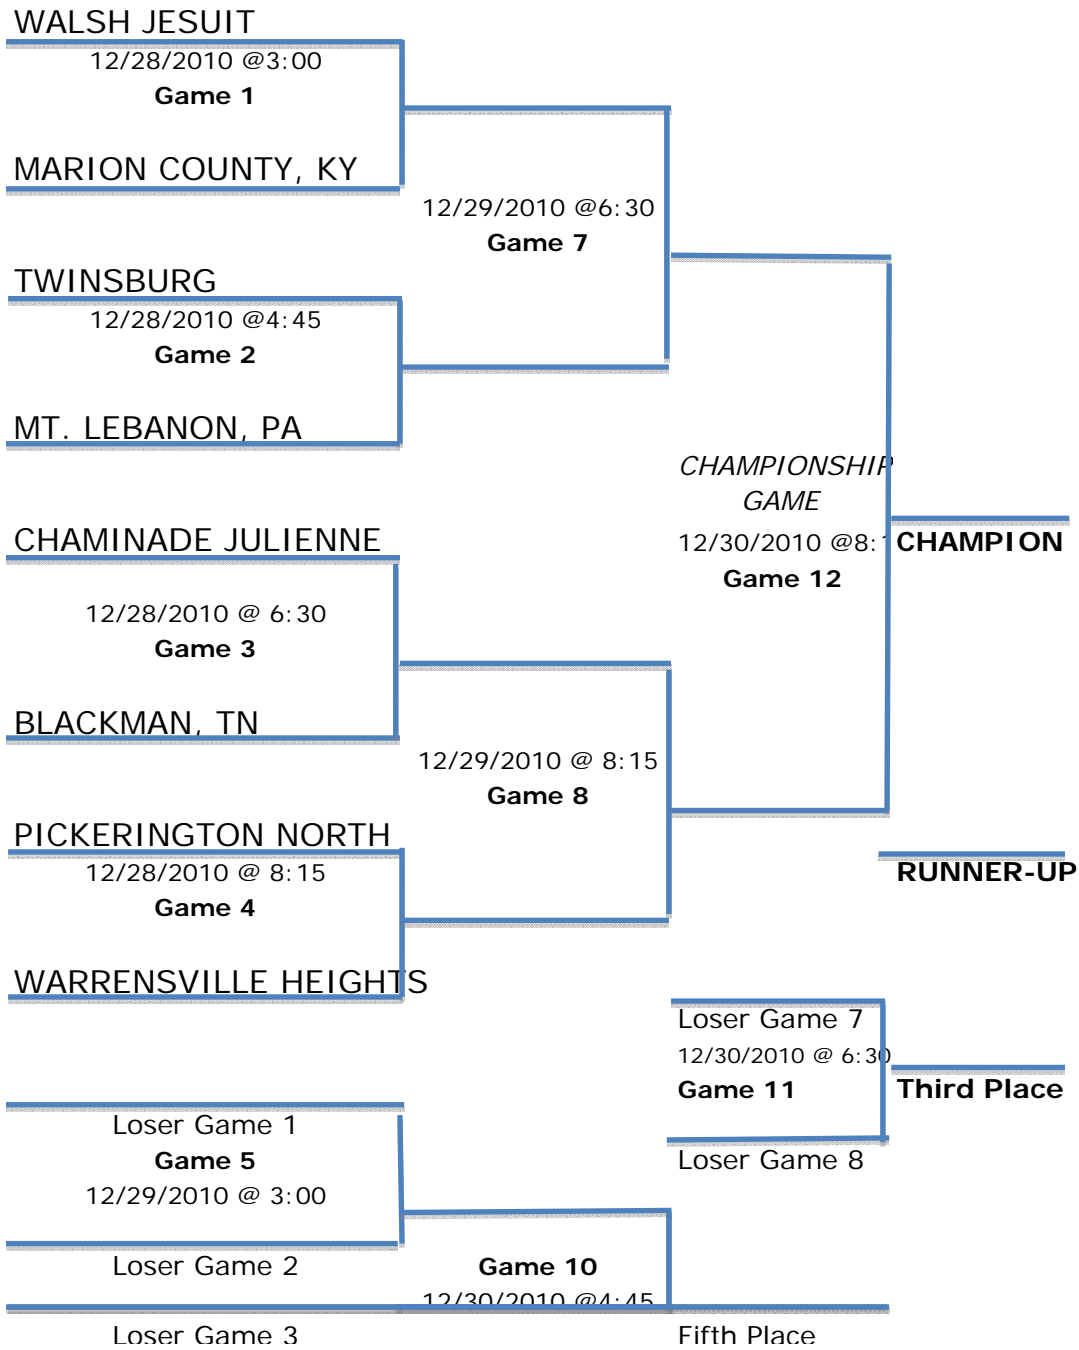 WALSH JESUIT
12/28/2010 @3:00
Game 1
MARION COUNTY, KY
12/29/2010 @6:30
Game 7
TWINSBURG
12/28/2010 @4:45
Game 2
MT. LEBANON, PA
CHAMPIONSHIP
GAME
12/30/2010 @8:
Game 12
CHAMPION
CHAMINADE JULIENNE
12/28/2010 @ 6:30
Game 3
BLACKMAN, TN
12/29/2010 @ 8:15
Game 8
PICKERINGTON NORTH
12/28/2010 @ 8:15
Game 4
RUNNER-UP
WARRENSVILLE HEIGHTS
Loser Game 7
12/30/2010 @ 6:30
Game 11
Third Place
Loser Game 8
Loser Game 1
Game 5
12/29/2010 @ 3:00
Loser Game 2
Game 10
12/30/2010 @4:45
Loser Game 3
Fifth Place